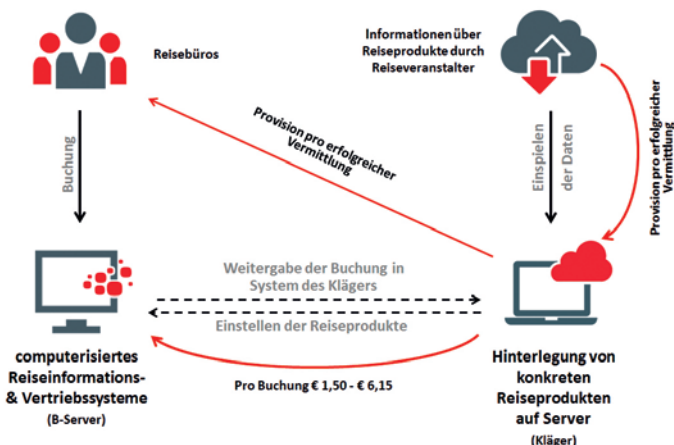 Reisebüros
Informationen über
Reiseprodukte durch
Reiseveranstalter
Buchung
Provision pro erfolgreicher
Vermittlung
Einspielen
der Daten
Provision pro erfolgreicher
Vermittlung
Weitergabe der Buchung in
System des Klägers
Einstellen der Reiseprodukte
Pro Buchung € 1,50 - € 6,15
computerisiertes
Reiseinformations-
& Vertriebssysteme
(B-Server)
Hinterlegung von
konkreten
Reiseprodukten
auf Server
(Kläger)